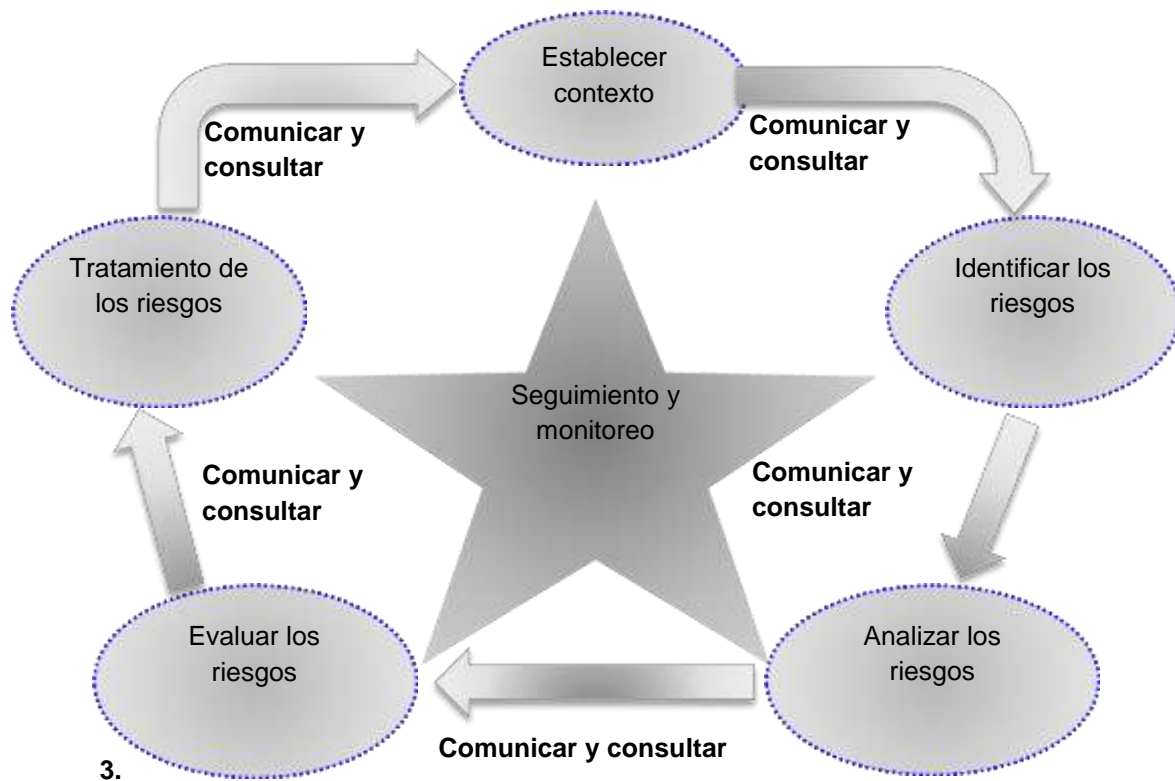 Establecer
contexto
Comunicar y
consultar
Comunicar y
consultar
Tratamiento de
los riesgos
Identificar los
riesgos
Seguimiento y
monitoreo
Comunicar y
consultar
Comunicar y
consultar
Evaluar los
riesgos
Analizar los
riesgos
Comunicar y consultar
3.